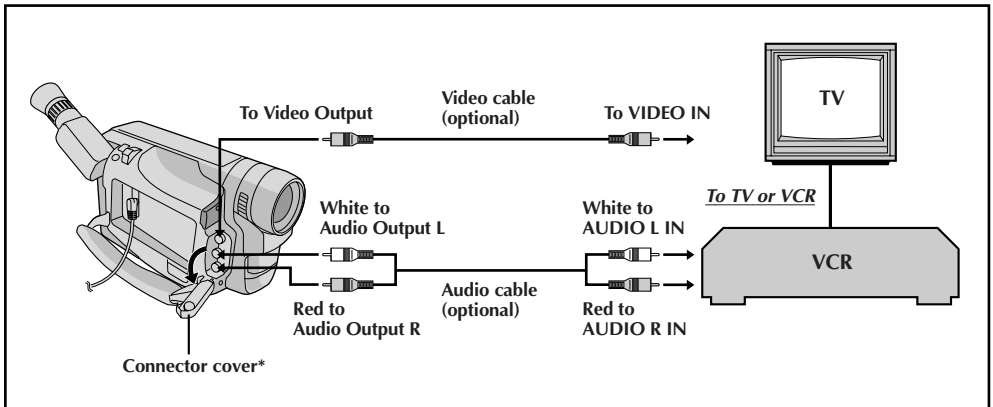 To Video Output
Video cable
(optional)
To VIDEO IN
TV
To TV or VCR
White to
Audio Output L
White to
AUDIO L IN
VCR
Red to
Audio Output R
Audio cable
(optional)
Red to
AUDIO R IN
Connector cover*